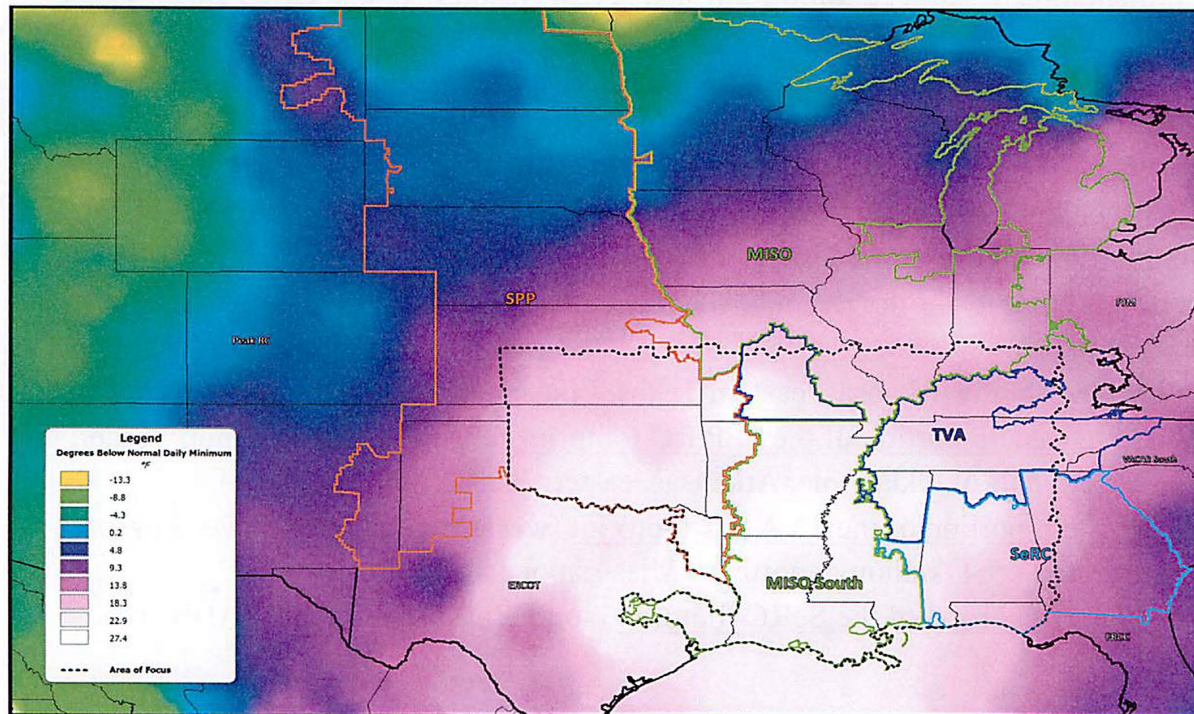 MISO
SPP
PJM
Peak RC
TVA
VACAR South
SeRC
ERCOT
MISO South
FRCC
Legend
Degrees Below Normal Daily Minimum
°F
-13.3
-8.8
-4.3
0.2
4.8
9.3
13.8
18.3
22.9
27.4
Area of Focus